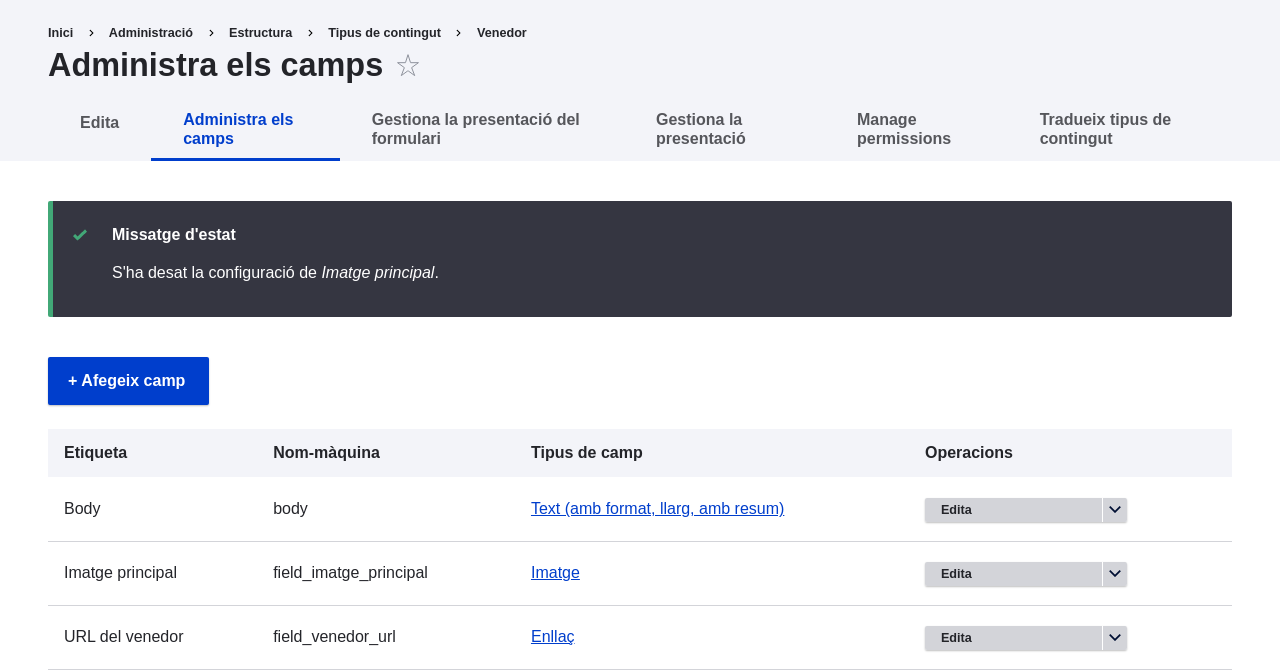 Inici › Administració › Estructura › Tipus de contingut › Venedor
Administra els camps ☆
Edita
Administra els
camps
Gestiona la presentació del
formulari
Gestiona la
presentació
Manage
permissions
Tradueix tipus de
contingut
Missatge d'estat
S'ha desat la configuració de Imatge principal.
+ Afegeix camp
Etiqueta Nom-màquina Tipus de camp Operacions
Body body Text (amb format, llarg, amb resum) Edita
Imatge principal field_imatge_principal Imatge Edita
URL del venedor field_venedor_url Enllaç Edita